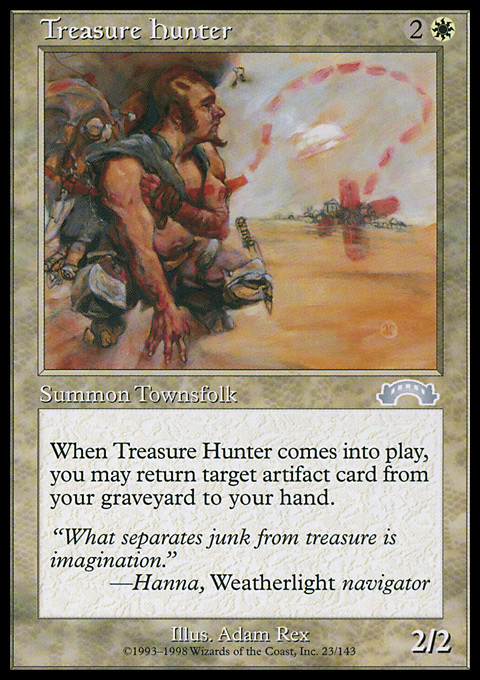 Treasure Hunter 2
Summon Townsfolk
When Treasure Hunter comes into play,
you may return target artifact card from
your graveyard to your hand.
“What separates junk from treasure is
imagination.”
—Hanna, Weatherlight navigator
Illus. Adam Rex
2/2
©1993–1998 Wizards of the Coast, Inc. 23/143